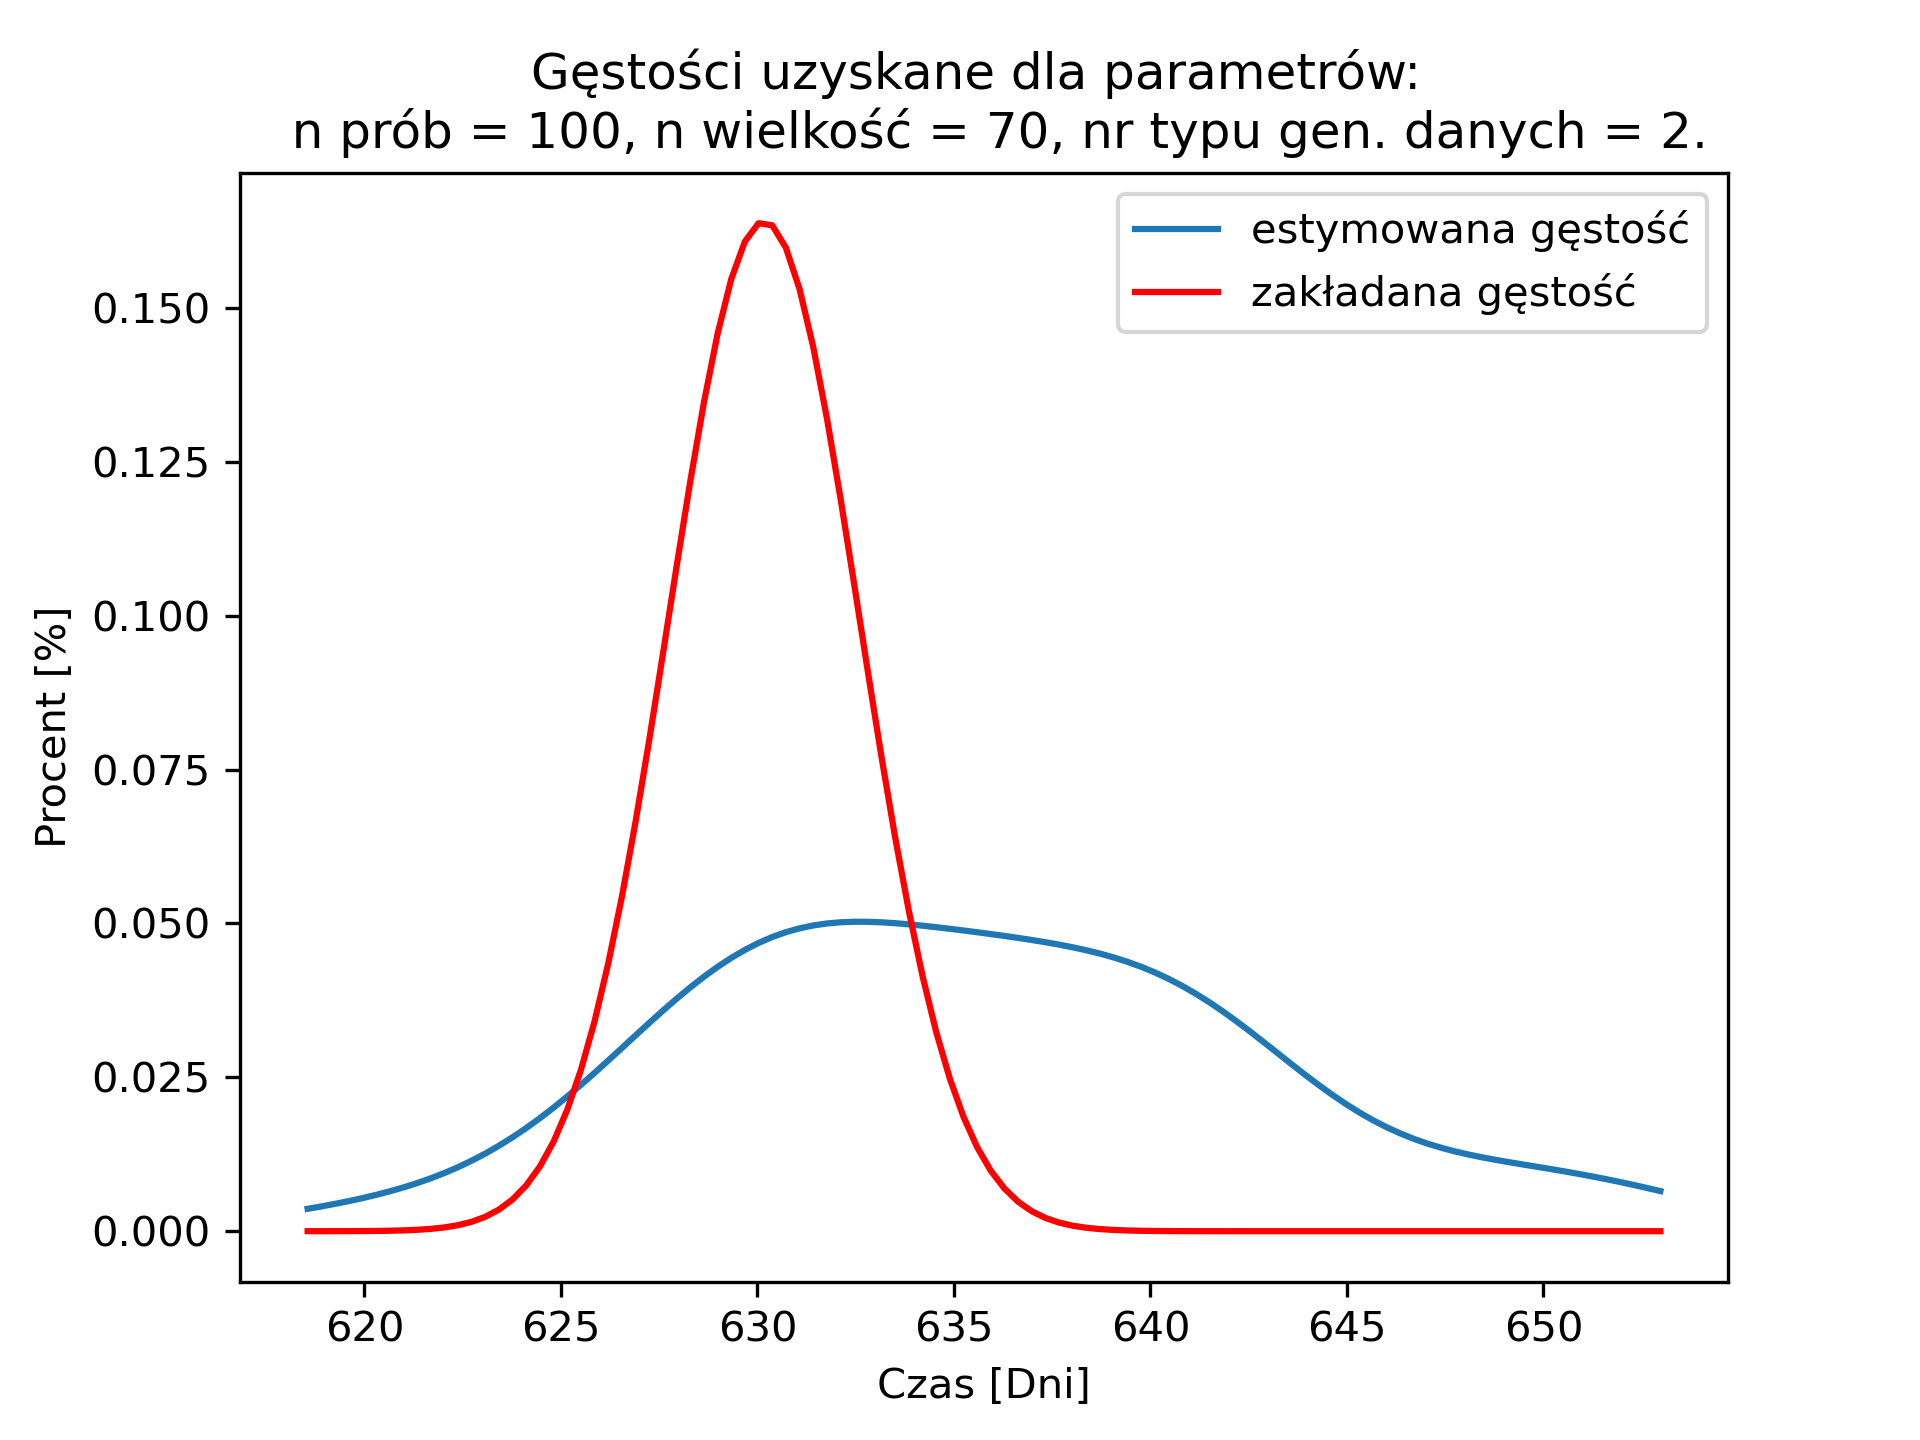 Gęstości uzyskane dla parametrów:
n prób = 100, n wielkość = 70, nr typu gen. danych = 2.
estymowana gęstość
zakładana gęstość
0.150
0.125
0.100
0.075
0.050
0.025
0.000
Procent [%]
620 625 630 635 640 645 650
Czas [Dni]